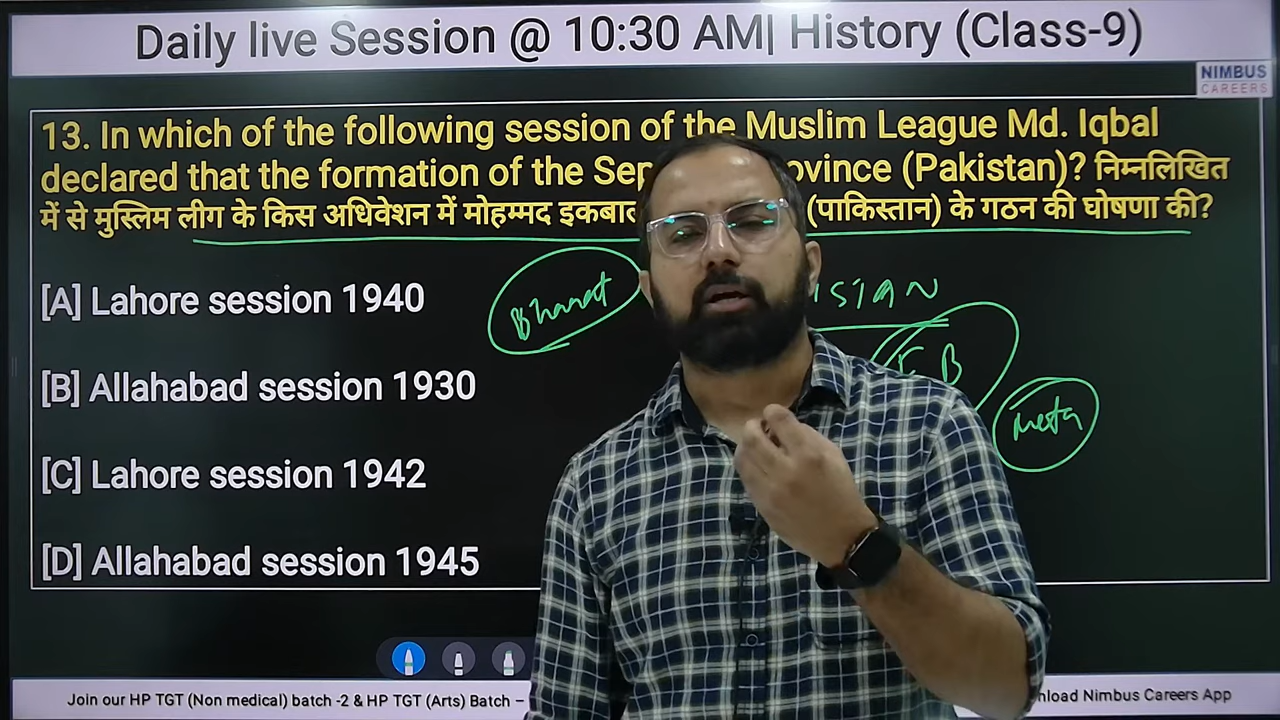 Daily live Session @ 10:30 AM| History (Class-9)
NIMBUS
CAREERS
13. In which of the following session of the Muslim League Md. Iqbal
declared that the formation of the Sep ovince (Pakistan)? निम्नलिखित
में से मुस्लिम लीग के किस अधिवेशन में मोहम्मद इकबाल (पाकिस्तान) के गठन की घोषणा की?
[A] Lahore session 1940
Bharat
[B] Allahabad session 1930
Meta
[C] Lahore session 1942
[D] Allahabad session 1945
Join our HP TGT (Non medical) batch -2 & HP TGT (Arts) Batch – nload Nimbus Careers App